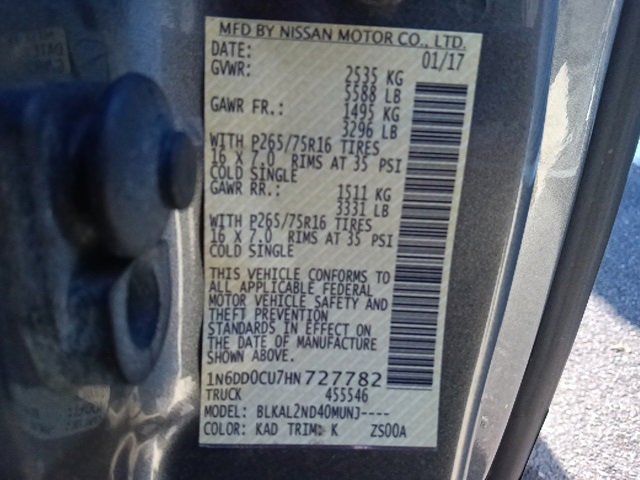 MFD BY NISSAN MOTOR CO., LTD.
DATE: 01/17
GVWR: 2535 KG
5588 LB
GAWR FR.: 1495 KG
3296 LB
WITH P265/75R16 TIRES
16 X 7.0 RIMS AT 35 PSI
COLD SINGLE
GAWR RR.: 1511 KG
3331 LB
WITH P265/75R16 TIRES
16 X 7.0 RIMS AT 35 PSI
COLD SINGLE
THIS VEHICLE CONFORMS TO
ALL APPLICABLE FEDERAL
MOTOR VEHICLE SAFETY AND
THEFT PREVENTION
STANDARDS IN EFFECT ON
THE DATE OF MANUFACTURE
SHOWN ABOVE.
1N6DD0CU7HN727782
TRUCK 455546
MODEL: BLKAL2ND40MUNJ----
COLOR: KAD TRIM: K ZS00A